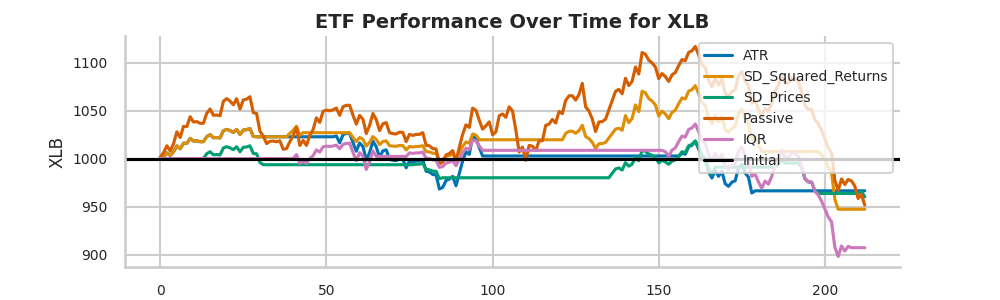 ETF Performance Over Time for XLB
XLB
1100
1050
1000
950
900
0
50
100
150
200
ATR
SD_Squared_Returns
SD_Prices
Passive
IQR
Initial